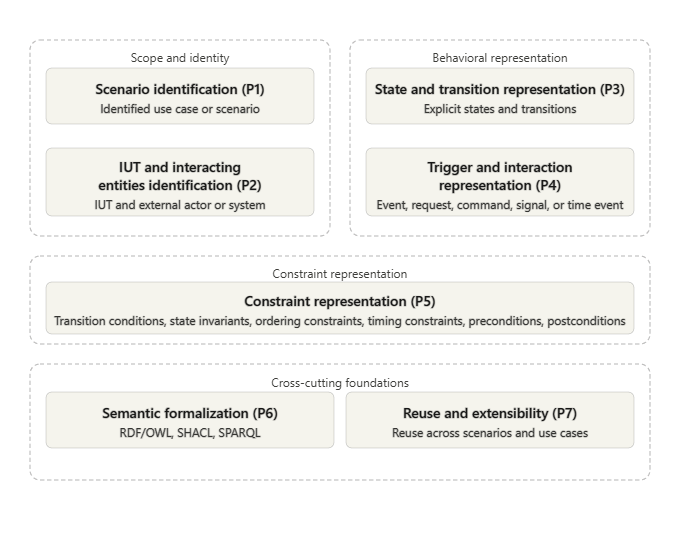 Scope and identity
Scenario identification (P1)
Identified use case or scenario
IUT and interacting
entities identification (P2)
IUT and external actor or system
Behavioral representation
State and transition representation (P3)
Explicit states and transitions
Trigger and interaction
representation (P4)
Event, request, command, signal, or time event
Constraint representation
Constraint representation (P5)
Transition conditions, state invariants, ordering constraints, timing constraints, preconditions, postconditions
Cross-cutting foundations
Semantic formalization (P6)
RDF/OWL, SHACL, SPARQL
Reuse and extensibility (P7)
Reuse across scenarios and use cases